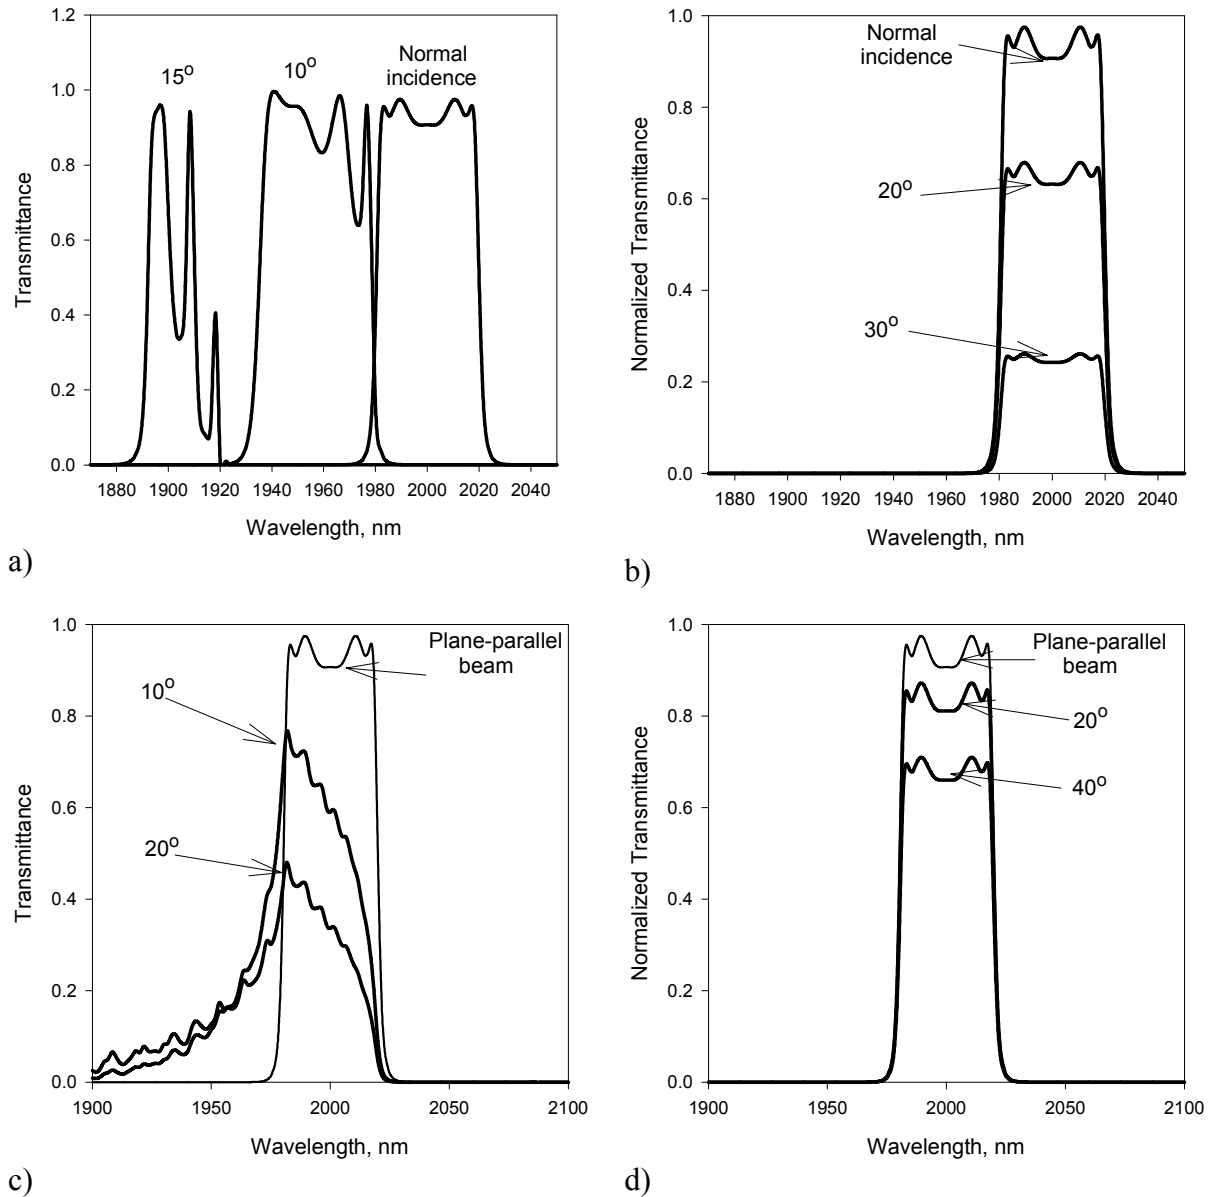 1.2
1.0
0.8
0.6
0.4
0.2
0.0
Transmittance
15°
10°
Normal
incidence
1880 1900 1920 1940 1960 1980 2000 2020 2040
Wavelength, nm
a)
1.0
0.8
0.6
0.4
0.2
0.0
Normalized Transmittance
Normal
incidence
20°
30°
1880 1900 1920 1940 1960 1980 2000 2020 2040
Wavelength, nm
b)
1.0
0.8
0.6
0.4
0.2
0.0
Transmittance
Plane-parallel
beam
10°
20°
1900 1950 2000 2050 2100
Wavelength, nm
c)
1.0
0.8
0.6
0.4
0.2
0.0
Normalized Transmittance
Plane-parallel
beam
20°
40°
1900 1950 2000 2050 2100
Wavelength, nm
d)